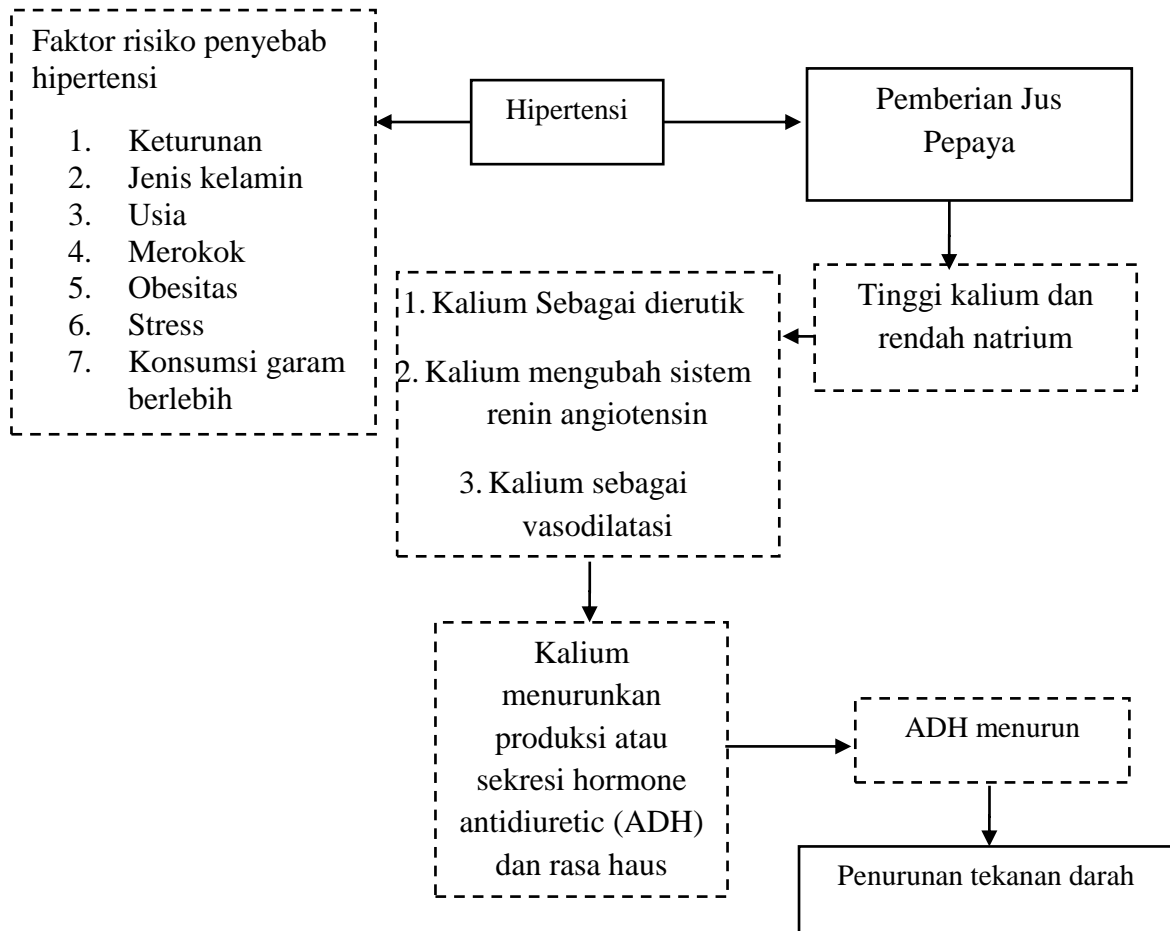 Faktor risiko penyebab
hipertensi
1. Keturunan
2. Jenis kelamin
3. Usia
4. Merokok
5. Obesitas
6. Stress
7. Konsumsi garam
berlebih
Hipertensi
Pemberian Jus
Pepaya
Tinggi kalium dan
rendah natrium
1. Kalium Sebagai dierutik
2. Kalium mengubah sistem
renin angiotensin
3. Kalium sebagai
vasodilatasi
Kalium
menurunkan
produksi atau
sekresi hormone
antidiuretic (ADH)
dan rasa haus
ADH menurun
Penurunan tekanan darah